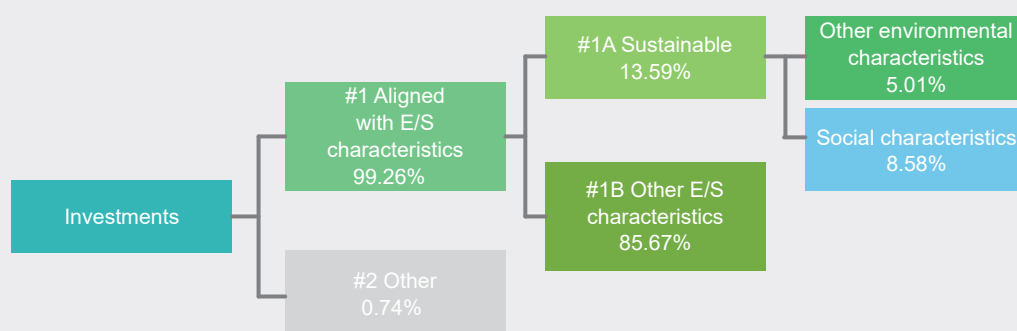 Investments
#1 Aligned
with E/S
characteristics
99.26%
#2 Other
0.74%
#1A Sustainable
13.59%
#1B Other E/S
characteristics
85.67%
Other environmental
characteristics
5.01%
Social characteristics
8.58%